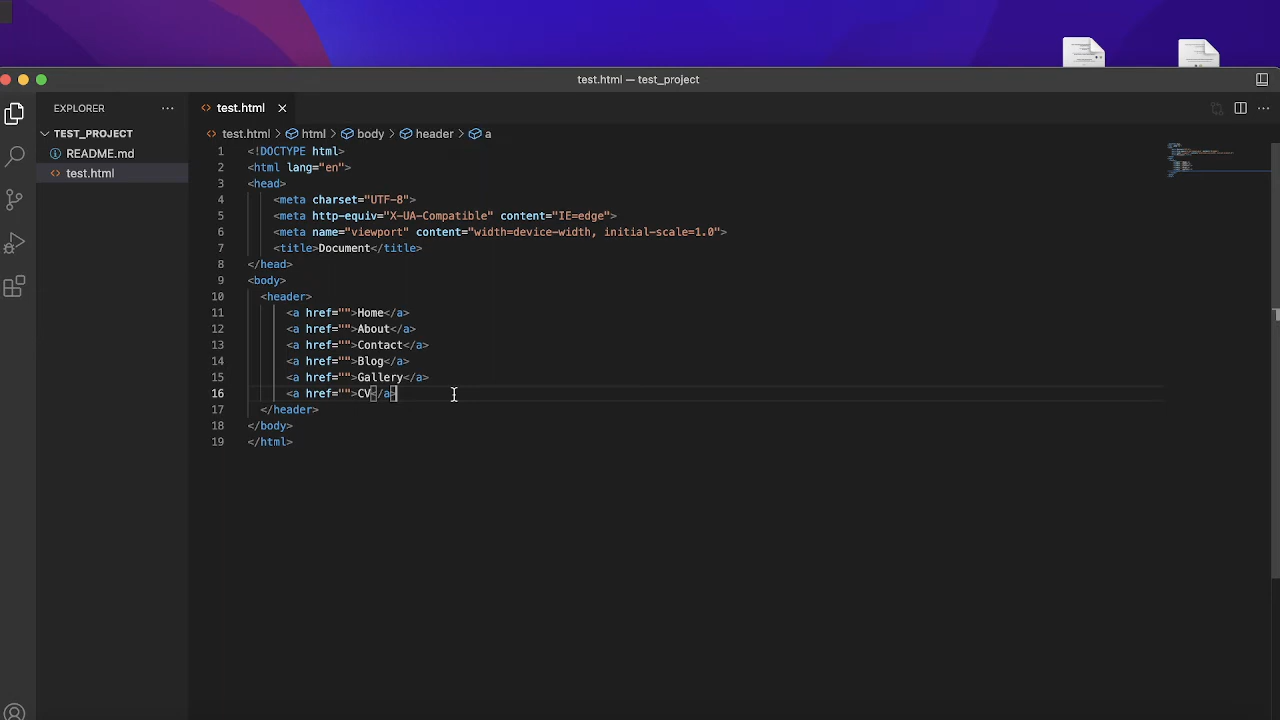 test.html — test_project
EXPLORER
TEST_PROJECT
README.md
test.html
test.html
test.html > html > body > header > a
1 <!DOCTYPE html>
2 <html lang="en">
3 <head>
4 <meta charset="UTF-8">
5 <meta http-equiv="X-UA-Compatible" content="IE=edge">
6 <meta name="viewport" content="width=device-width, initial-scale=1.0">
7 <title>Document</title>
8 </head>
9 <body>
10 <header>
11 <a href="">Home</a>
12 <a href="">About</a>
13 <a href="">Contact</a>
14 <a href="">Blog</a>
15 <a href="">Gallery</a>
16 <a href="">CV</a>
17 </header>
18 </body>
19 </html>